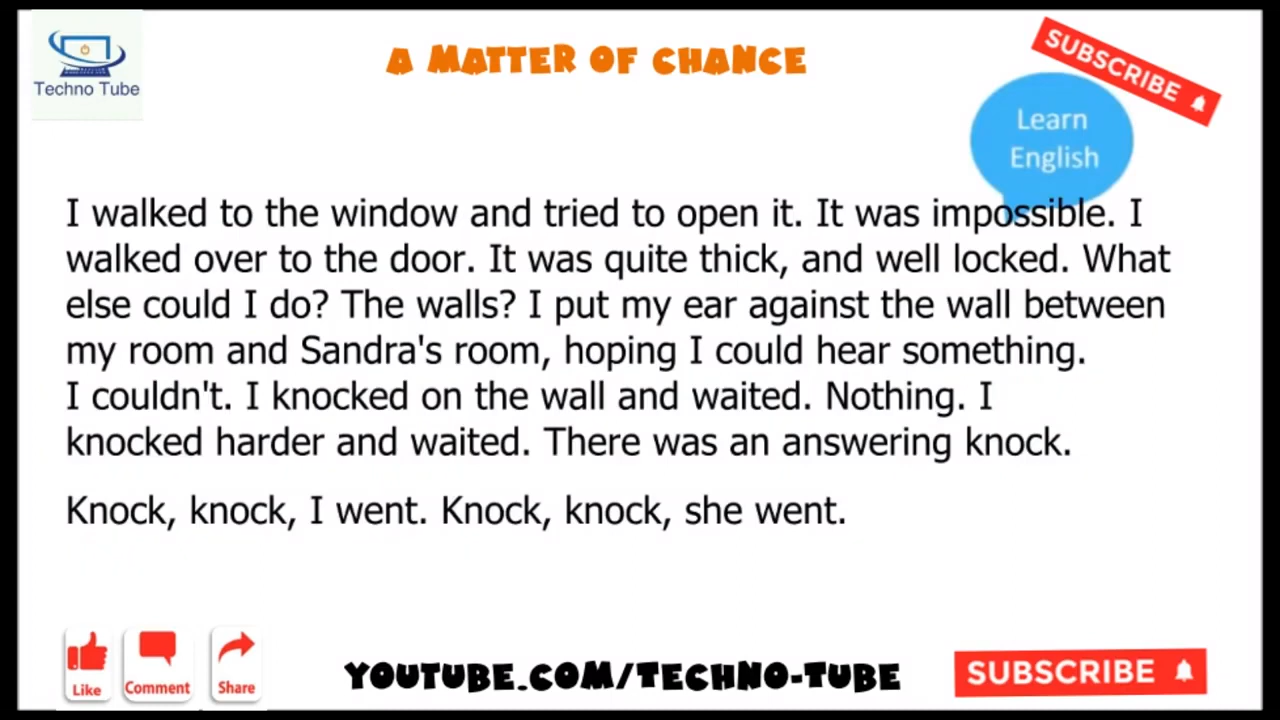 Techno Tube
A MATTER OF CHANCE
SUBSCRIBE
Learn
English
I walked to the window and tried to open it. It was impossible. I
walked over to the door. It was quite thick, and well locked. What
else could I do? The walls? I put my ear against the wall between
my room and Sandra's room, hoping I could hear something.
I couldn't. I knocked on the wall and waited. Nothing. I
knocked harder and waited. There was an answering knock.
Knock, knock, I went. Knock, knock, she went.
Like
Comment
Share
YOUTUBE.COM/TECHNO-TUBE
SUBSCRIBE